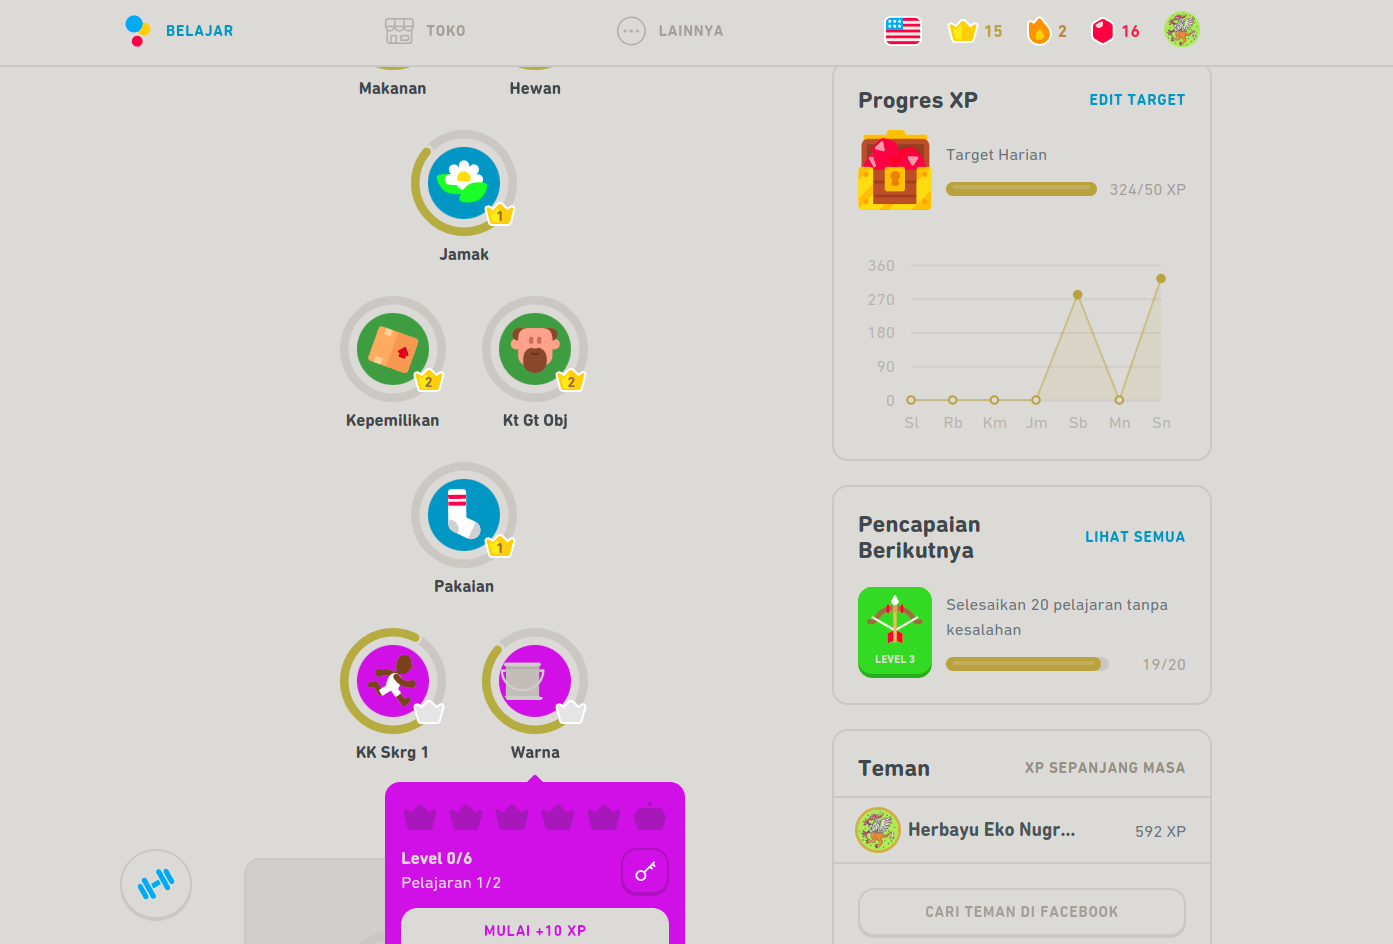 BELAJAR
TOKO
LAINNYA
15
2
16
Makanan
Hewan
1
Jamak
2
2
Kepemilikan
Kt Gt Obj
1
Pakaian
KK Skrg 1
Warna
Level 0/6
Pelajaran 1/2
MULAI +10 XP
Progres XP
EDIT TARGET
Target Harian
324/50 XP
360
270
180
90
0
Sl Rb Km Jm Sb Mn Sn
Pencapaian
Berikutnya
LIHAT SEMUA
Selesaikan 20 pelajaran tanpa
kesalahan
LEVEL 3
19/20
Teman
XP SEPANJANG MASA
Herbayu Eko Nugr...
592 XP
CARI TEMAN DI FACEBOOK